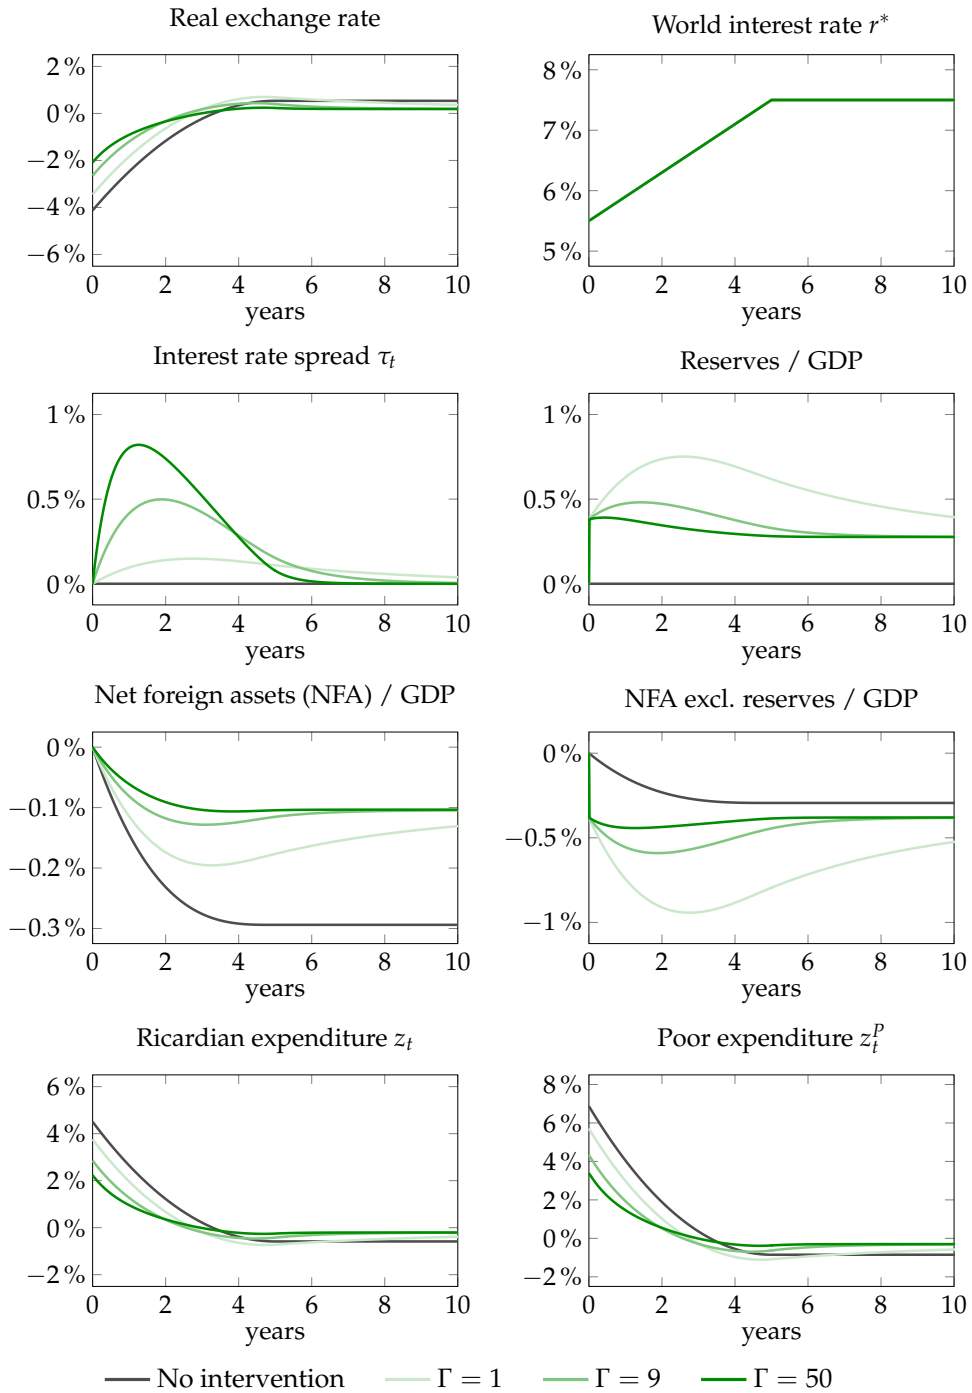 Real exchange rate
2 %
0 %
−2 %
−4 %
−6 %
0 2 4 6 8 10
years
World interest rate r*
8 %
7 %
6 %
5 %
0 2 4 6 8 10
years
Interest rate spread τt
1 %
0.5 %
0 %
0 2 4 6 8 10
years
Reserves / GDP
1 %
0.5 %
0 %
0 2 4 6 8 10
years
Net foreign assets (NFA) / GDP
0 %
−0.1 %
−0.2 %
−0.3 %
0 2 4 6 8 10
years
NFA excl. reserves / GDP
0 %
−0.5 %
−1 %
0 2 4 6 8 10
years
Ricardian expenditure zt
6 %
4 %
2 %
0 %
−2 %
0 2 4 6 8 10
years
Poor expenditure z_t^P
8 %
6 %
4 %
2 %
0 %
−2 %
0 2 4 6 8 10
years
No intervention Γ = 1 Γ = 9 Γ = 50